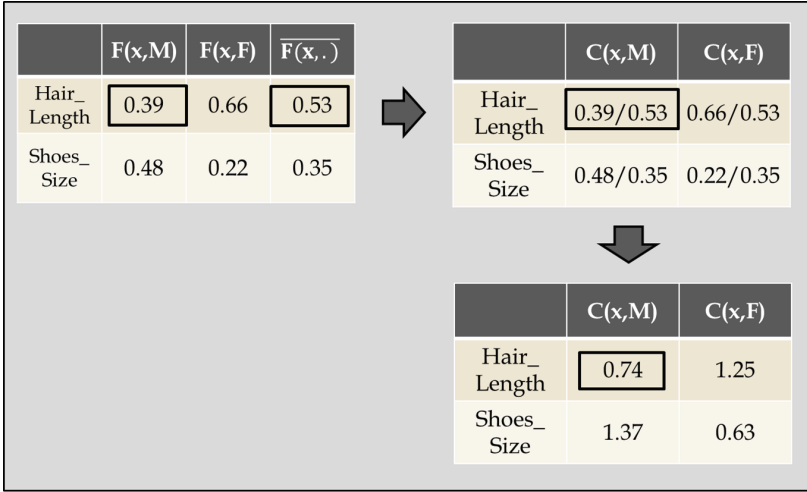 F(x,M) F(x,F) F(x,.)
Hair_
Length 0.39 0.66 0.53
Shoes_
Size 0.48 0.22 0.35
C(x,M) C(x,F)
Hair_
Length 0.39/0.53 0.66/0.53
Shoes_
Size 0.48/0.35 0.22/0.35
C(x,M) C(x,F)
Hair_
Length 0.74 1.25
Shoes_
Size 1.37 0.63